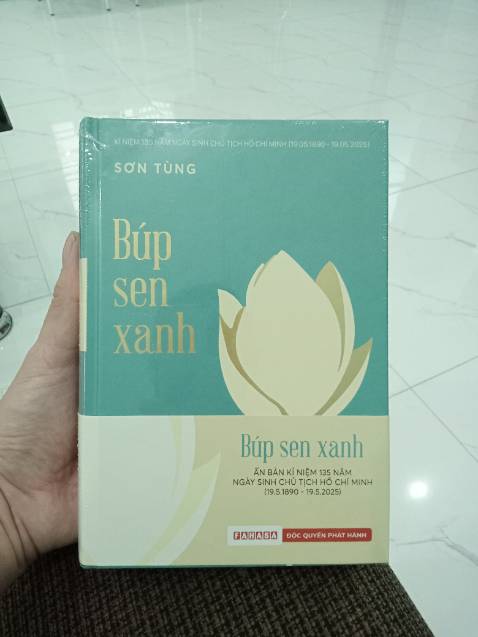 KỈ NIỆM 135 NĂM NGÀY SINH CHỦ TỊCH HỒ CHÍ MINH (19.05.1890 - 19.05.2025)
SƠN TÙNG
Búp
sen
xanh
Búp sen xanh
ẤN BẢN KỈ NIỆM 135 NĂM
NGÀY SINH CHỦ TỊCH HỒ CHÍ MINH
(19.5.1890 - 19.5.2025)
FAHASA ĐỘC QUYỀN PHÁT HÀNH